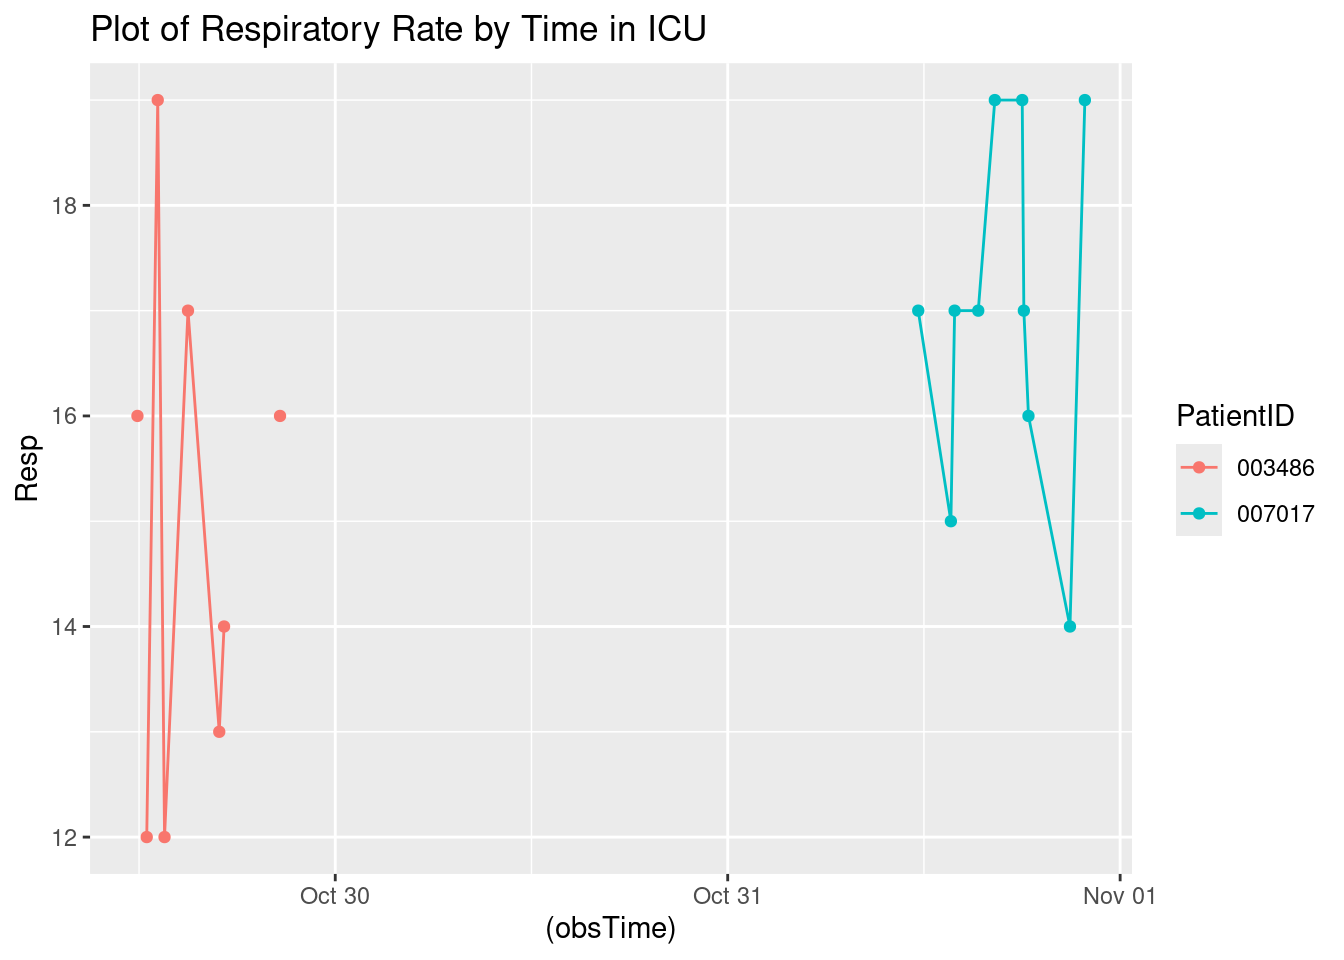 Plot of Respiratory Rate by Time in ICU
18
16
14
12
Resp
Oct 30
Oct 31
Nov 01
(obsTime)
PatientID
003486
007017